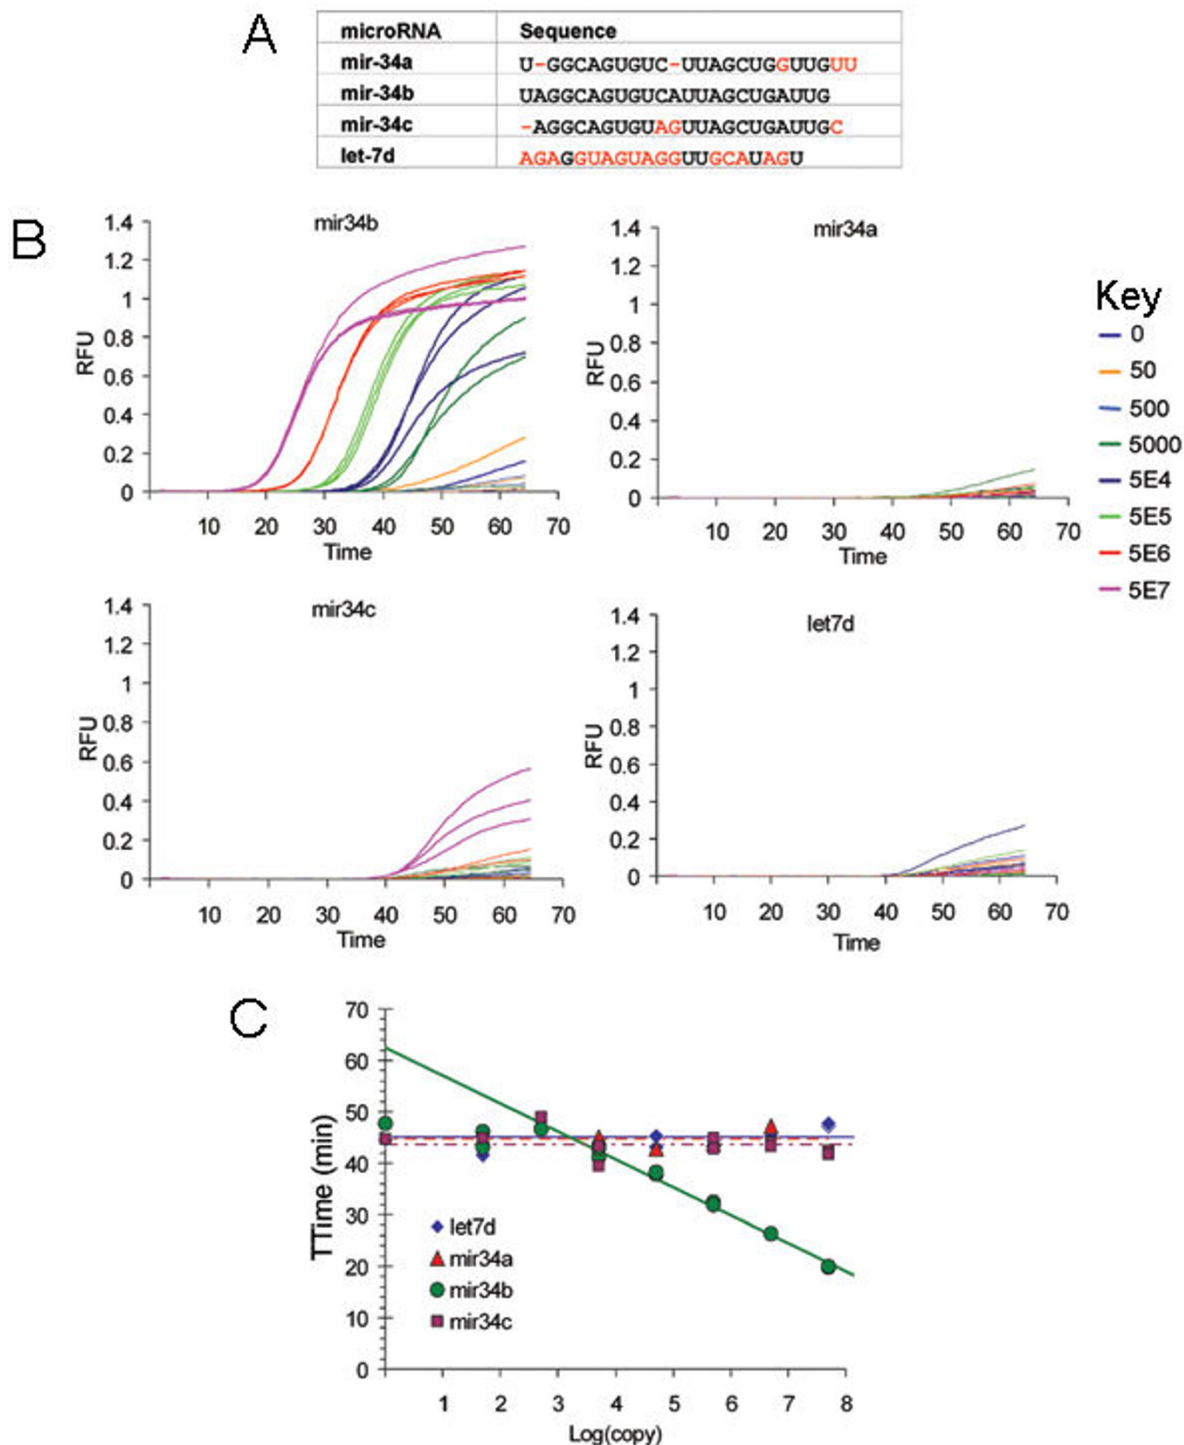 A
microRNA Sequence
mir-34a U-GGCAGUGUC-UUAGCUGGUUGUU
mir-34b UAGGCAGUGUCAUUAGCUGAUUG
mir-34c -AGGCAGUGUAGUUAGCUGAUUGC
let-7d AGAGGUAGUAGGUUGCAUAGU
B
mir34b
1.4
1.2
1
0.8
0.6
0.4
0.2
0
RFU
10 20 30 40 50 60 70
Time
mir34a
1.4
1.2
1
0.8
0.6
0.4
0.2
0
RFU
10 20 30 40 50 60 70
Time
Key
0
50
500
5000
5E4
5E5
5E6
5E7
mir34c
1.4
1.2
1
0.8
0.6
0.4
0.2
0
RFU
10 20 30 40 50 60 70
Time
let7d
1.4
1.2
1
0.8
0.6
0.4
0.2
0
RFU
10 20 30 40 50 60 70
Time
C
70
60
50
40
30
20
10
0
TTime (min)
let7d
mir34a
mir34b
mir34c
1 2 3 4 5 6 7 8
Log(copy)